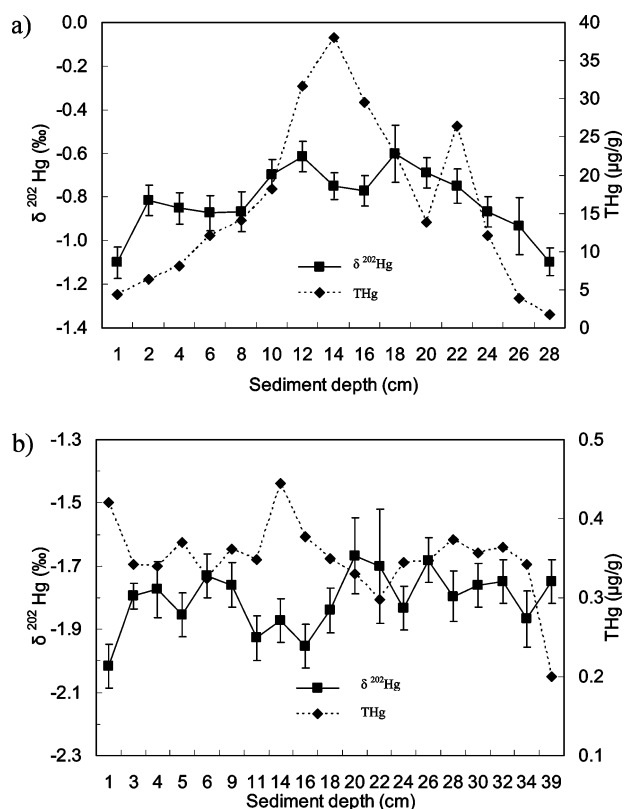 a)
0.0
-0.2
-0.4
-0.6
-0.8
-1.0
-1.2
-1.4
δ 202 Hg (‰)
40
35
30
25
20
15
10
5
0
THg (µg/g)
δ 202Hg
THg
1 2 4 6 8 10 12 14 16 18 20 22 24 26 28
Sediment depth (cm)
b)
-1.3
-1.5
-1.7
-1.9
-2.1
-2.3
δ 202 Hg (‰)
0.5
0.4
0.3
0.2
0.1
THg (µg/g)
δ 202Hg
THg
1 3 4 5 6 9 11 14 16 18 20 22 24 26 28 30 32 34 39
Sediment depth (cm)